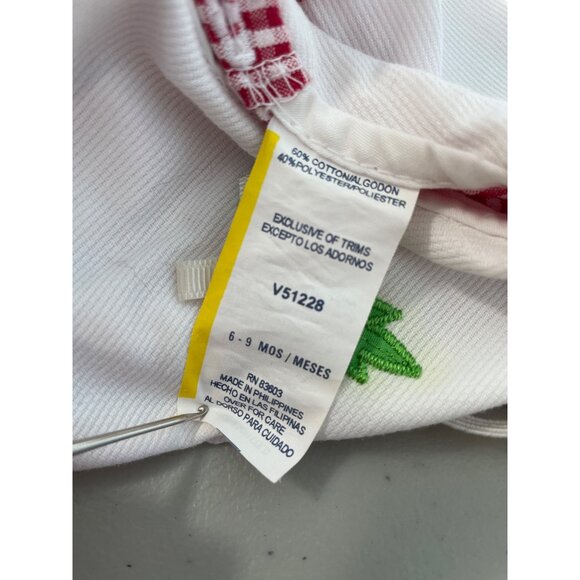 60% COTTON/ALGODON
40% POLYESTER/POLIESTER
EXCLUSIVE OF TRIMS
EXCEPTO LOS ADORNOS
V51228
6 - 9 MOS / MESES
RN 83603
MADE IN PHILIPPINES
HECHO EN LAS FILIPINAS
OVER FOR CARE
AL DORSO PARA CUIDADO